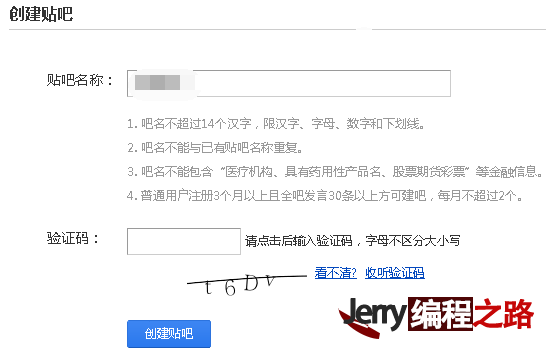 创建贴吧
贴吧名称：
1. 吧名不超过14个汉字，限汉字、字母、数字和下划线。
2. 吧名不能与已有贴吧名称重复。
3. 吧名不能包含“医疗机构、具有药用性产品名、股票期货彩票”等金融信息。
4. 普通用户注册3个月以上且全吧发言30条以上方可建吧，每月不超过2个。
验证码： 请点击后输入验证码，字母不区分大小写
t6Dv 看不清? 收听验证码
Jerry编程之路
创建贴吧